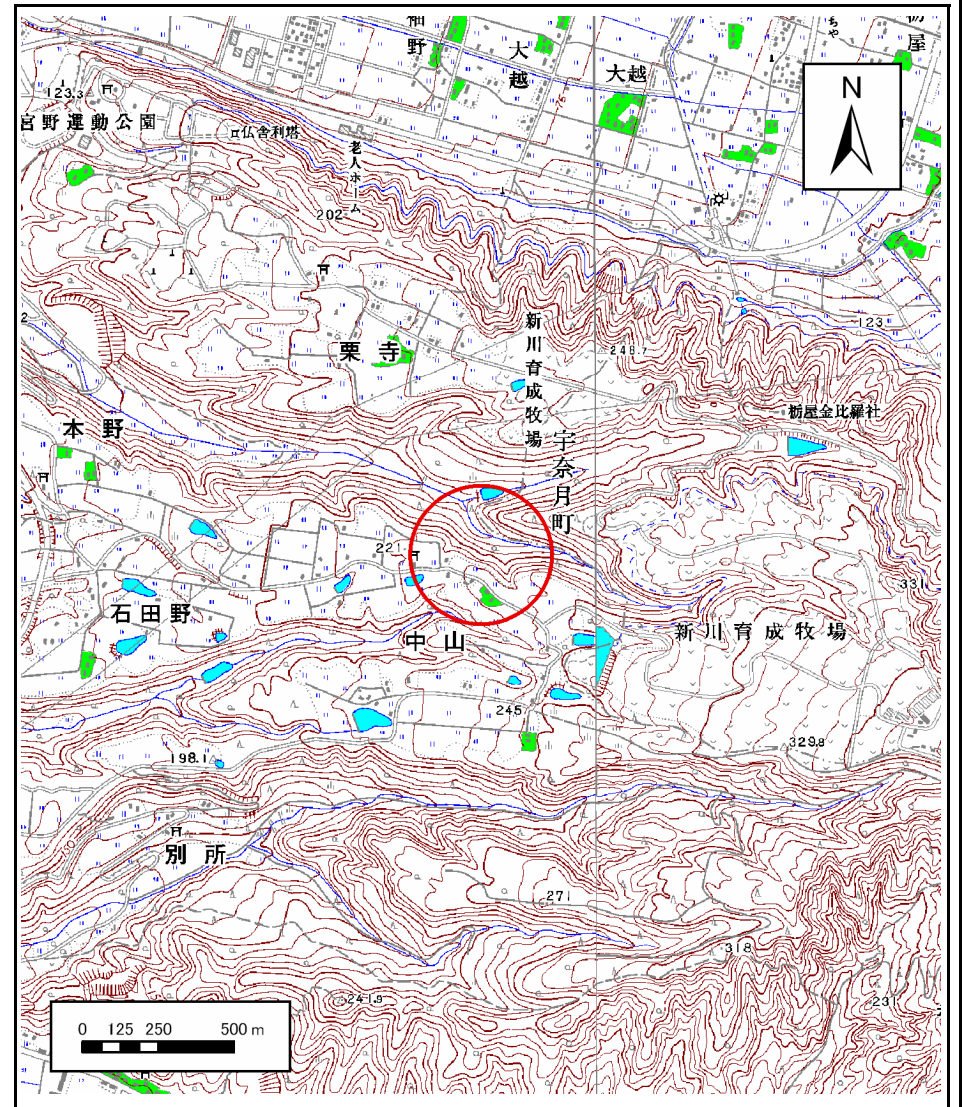 野
大越
大越
屋
N
123.3
宮野運動公園
仏舎利塔
老人ホーム
202
栗寺
新川育成牧場
248.7
123
栃屋金比羅社
本野
宇奈月町
221
331
石田野
中山
新川育成牧場
245
329.8
198.1
別所
271
318
241.9
231
0 125 250 500 m